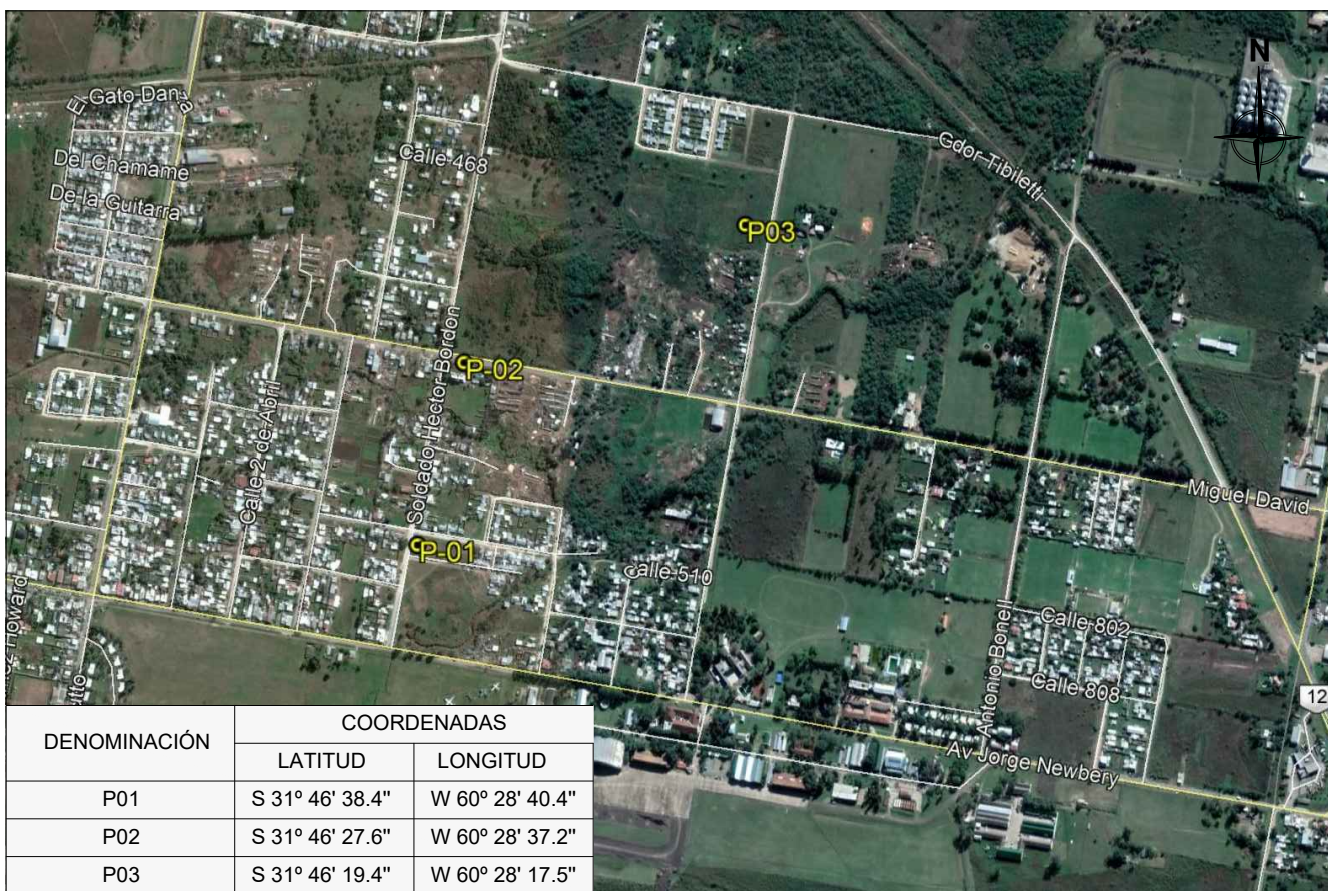 N
El Gato Danza
Del Chamame
De la Guitarra
Calle 468
Gdor Tibiletti
P03
Soldado Hector Bordon
P-02
Calle 2 de Abril
Miguel David
P-01
Calle-510
Howard
Calle 802
Antonio Bonell
Calle 808
12
Av Jorge Newbery
DENOMINACIÓN COORDENADAS
LATITUD LONGITUD
P01 S 31º 46' 38.4" W 60º 28' 40.4"
P02 S 31º 46' 27.6" W 60º 28' 37.2"
P03 S 31º 46' 19.4" W 60º 28' 17.5"